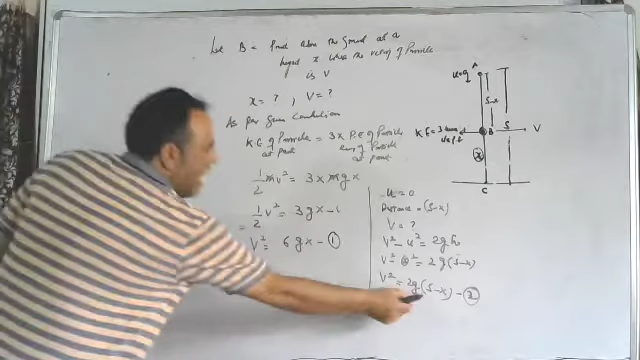 Let B = Point above the Ground at a
height x where the velocity of Particle
is V
x = ? , V = ?
As per Given Condition
K.E of Particle = 3 x P.E of Particle
at point
at point
1/2 mv² = 3 x mgx
1/2 v² = 3gx - 1
= V² = 6gx - ①
u = 0
Distance = (S-x)
V = ?
V² - u² = 2gh
V² - 0² = 2g(S-x)
V² = 2g(S-x) - ②
A
S-x
K.E = 3
B
S
V
x
C